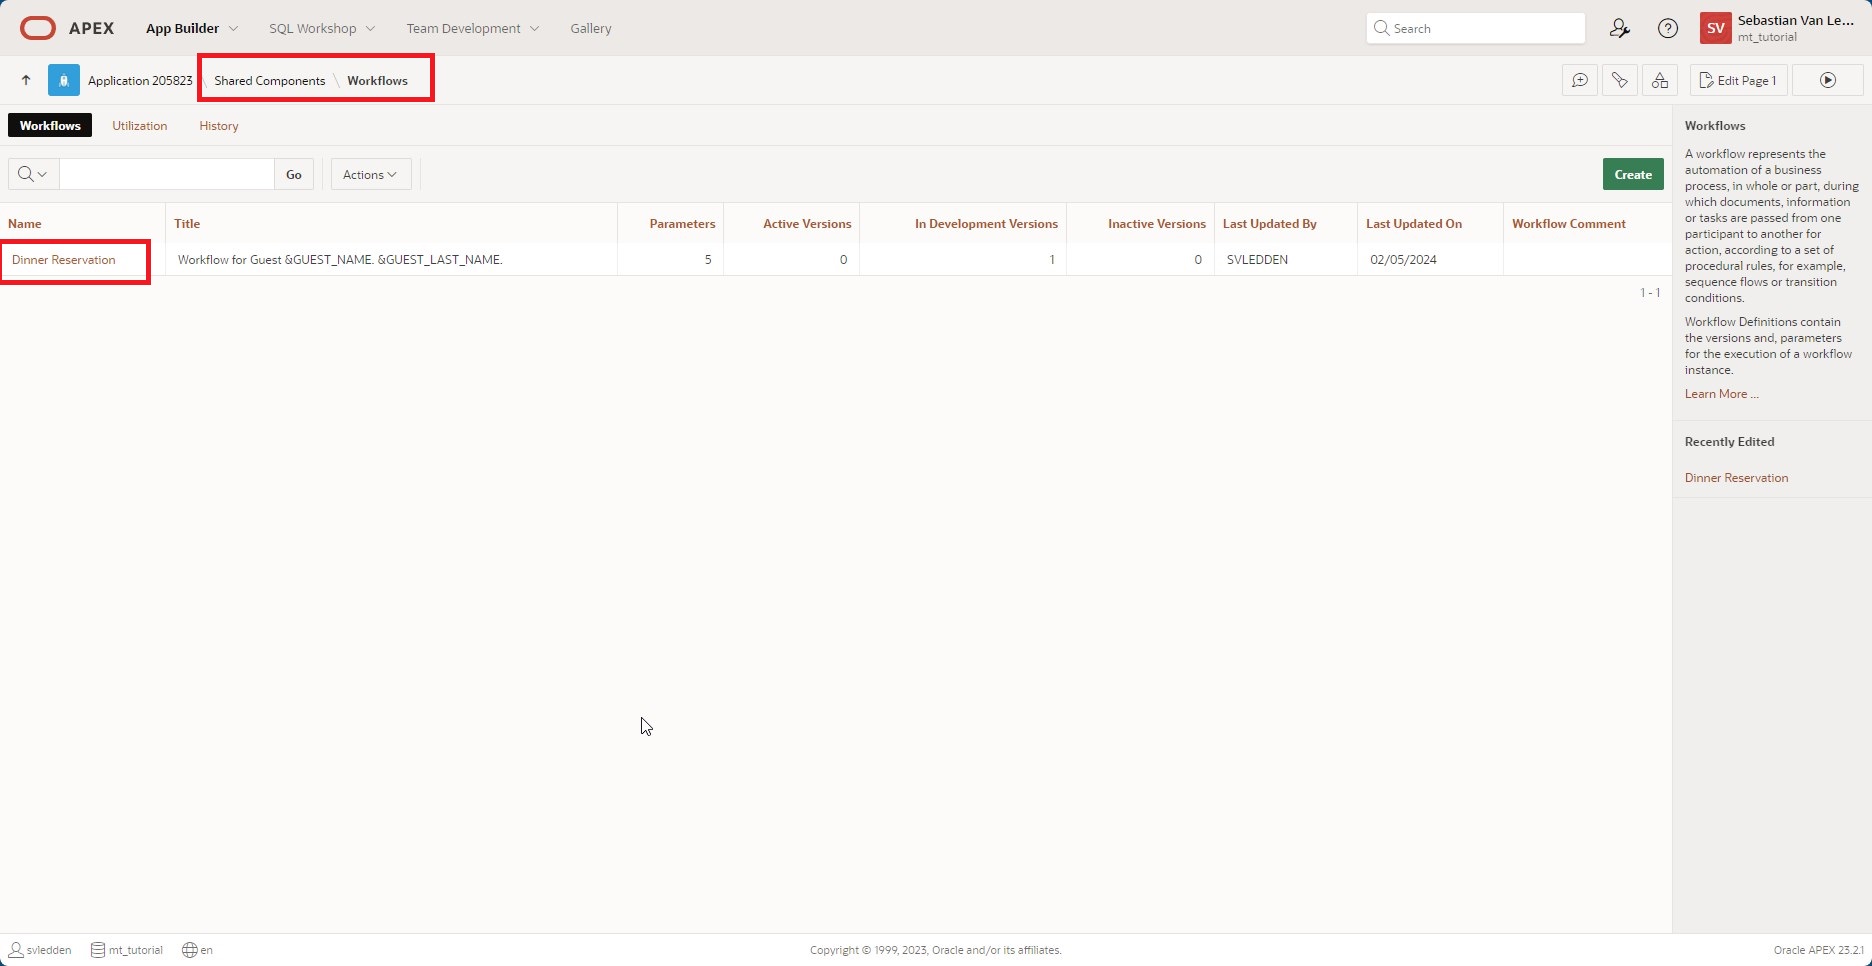 APEX App Builder SQL Workshop Team Development Gallery Search SV Sebastian Van Le...
mt_tutorial
Application 205823 \ Shared Components \ Workflows Edit Page 1
Workflows Utilization History
Go Actions Create
Name Title Parameters Active Versions In Development Versions Inactive Versions Last Updated By Last Updated On Workflow Comment
Dinner Reservation Workflow for Guest &GUEST_NAME. &GUEST_LAST_NAME. 5 0 1 0 SVLEDDEN 02/05/2024
1 - 1
Workflows
A workflow represents the
automation of a business
process, in whole or part, during
which documents, information
or tasks are passed from one
participant to another for
action, according to a set of
procedural rules, for example,
sequence flows or transition
conditions.
Workflow Definitions contain
the versions and, parameters
for the execution of a workflow
instance.
Learn More ...
Recently Edited
Dinner Reservation
svledden mt_tutorial en Copyright © 1999, 2023, Oracle and/or its affiliates. Oracle APEX 23.2.1